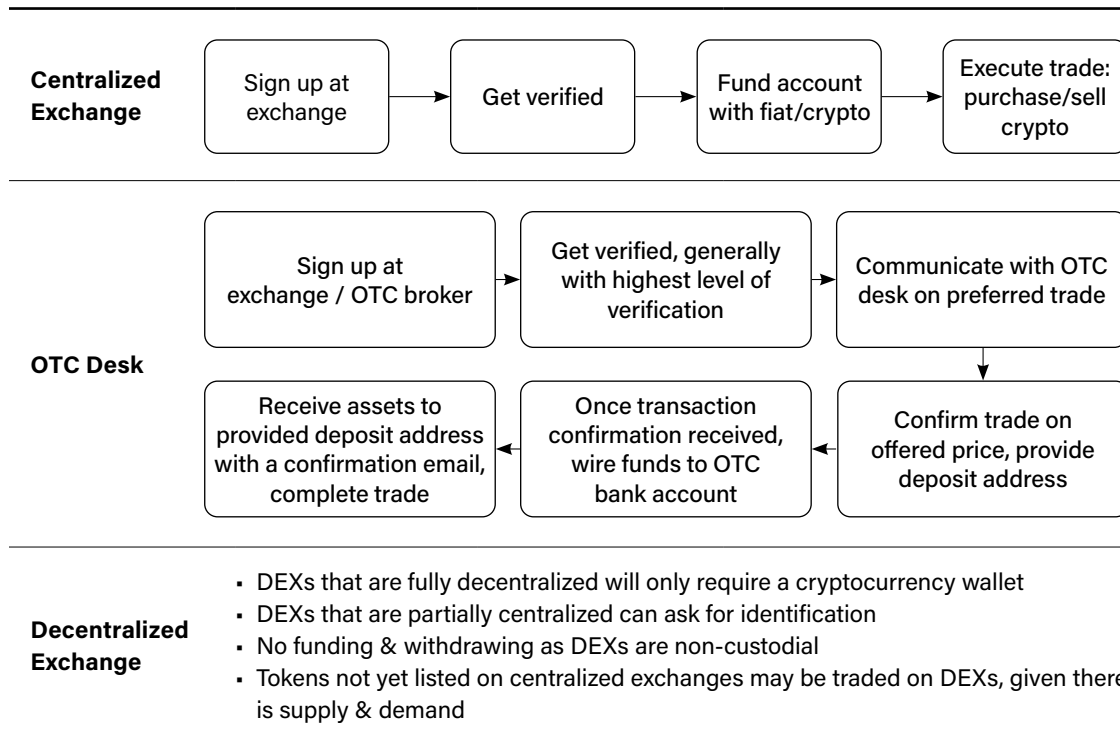 Centralized
Exchange
Sign up at
exchange
Get verified
Fund account
with fiat/crypto
Execute trade:
purchase/sell
crypto
OTC Desk
Sign up at
exchange / OTC broker
Get verified, generally
with highest level of
verification
Communicate with OTC
desk on preferred trade
Confirm trade on
offered price, provide
deposit address
Once transaction
confirmation received,
wire funds to OTC
bank account
Receive assets to
provided deposit address
with a confirmation email,
complete trade
Decentralized
Exchange
▪ DEXs that are fully decentralized will only require a cryptocurrency wallet
▪ DEXs that are partially centralized can ask for identification
▪ No funding & withdrawing as DEXs are non-custodial
▪ Tokens not yet listed on centralized exchanges may be traded on DEXs, given there
is supply & demand